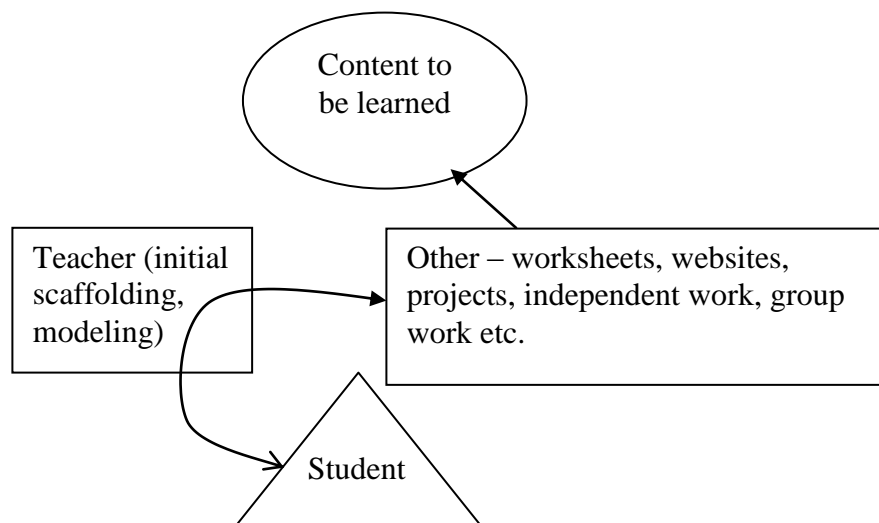 Content to
be learned
Teacher (initial
scaffolding,
modeling)
Other – worksheets, websites,
projects, independent work, group
work etc.
Student